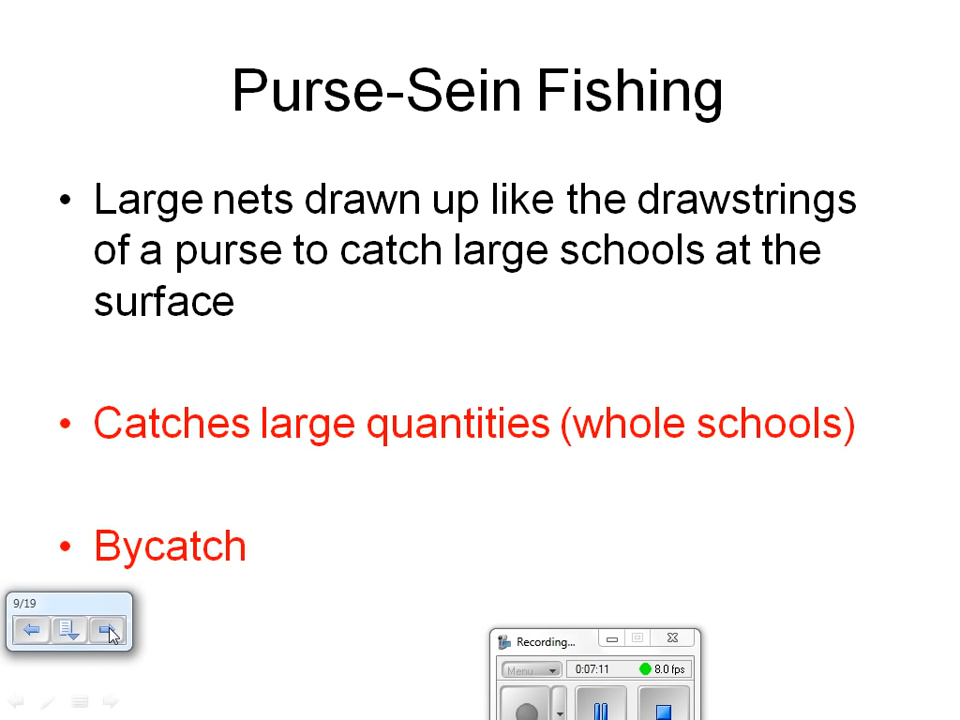 Purse-Sein Fishing
• Large nets drawn up like the drawstrings
of a purse to catch large schools at the
surface
• Catches large quantities (whole schools)
• Bycatch
9/19
Recording...
Menu
0:07:11
8.0 fps